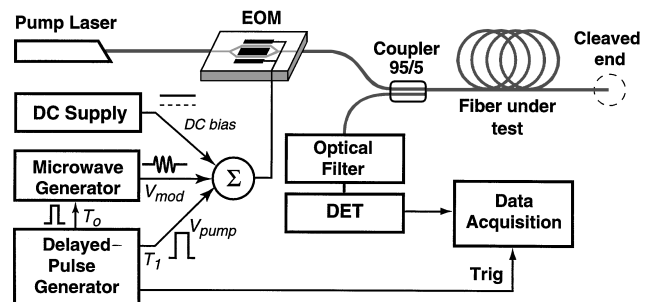 Pump Laser
EOM
Coupler
95/5
Cleaved
end
Fiber under
test
DC Supply
DC bias
Optical
Filter
Microwave
Generator
Vmod
Σ
DET
Data
Acquisition
To
Vpump
Delayed–
Pulse
Generator
T1
Trig